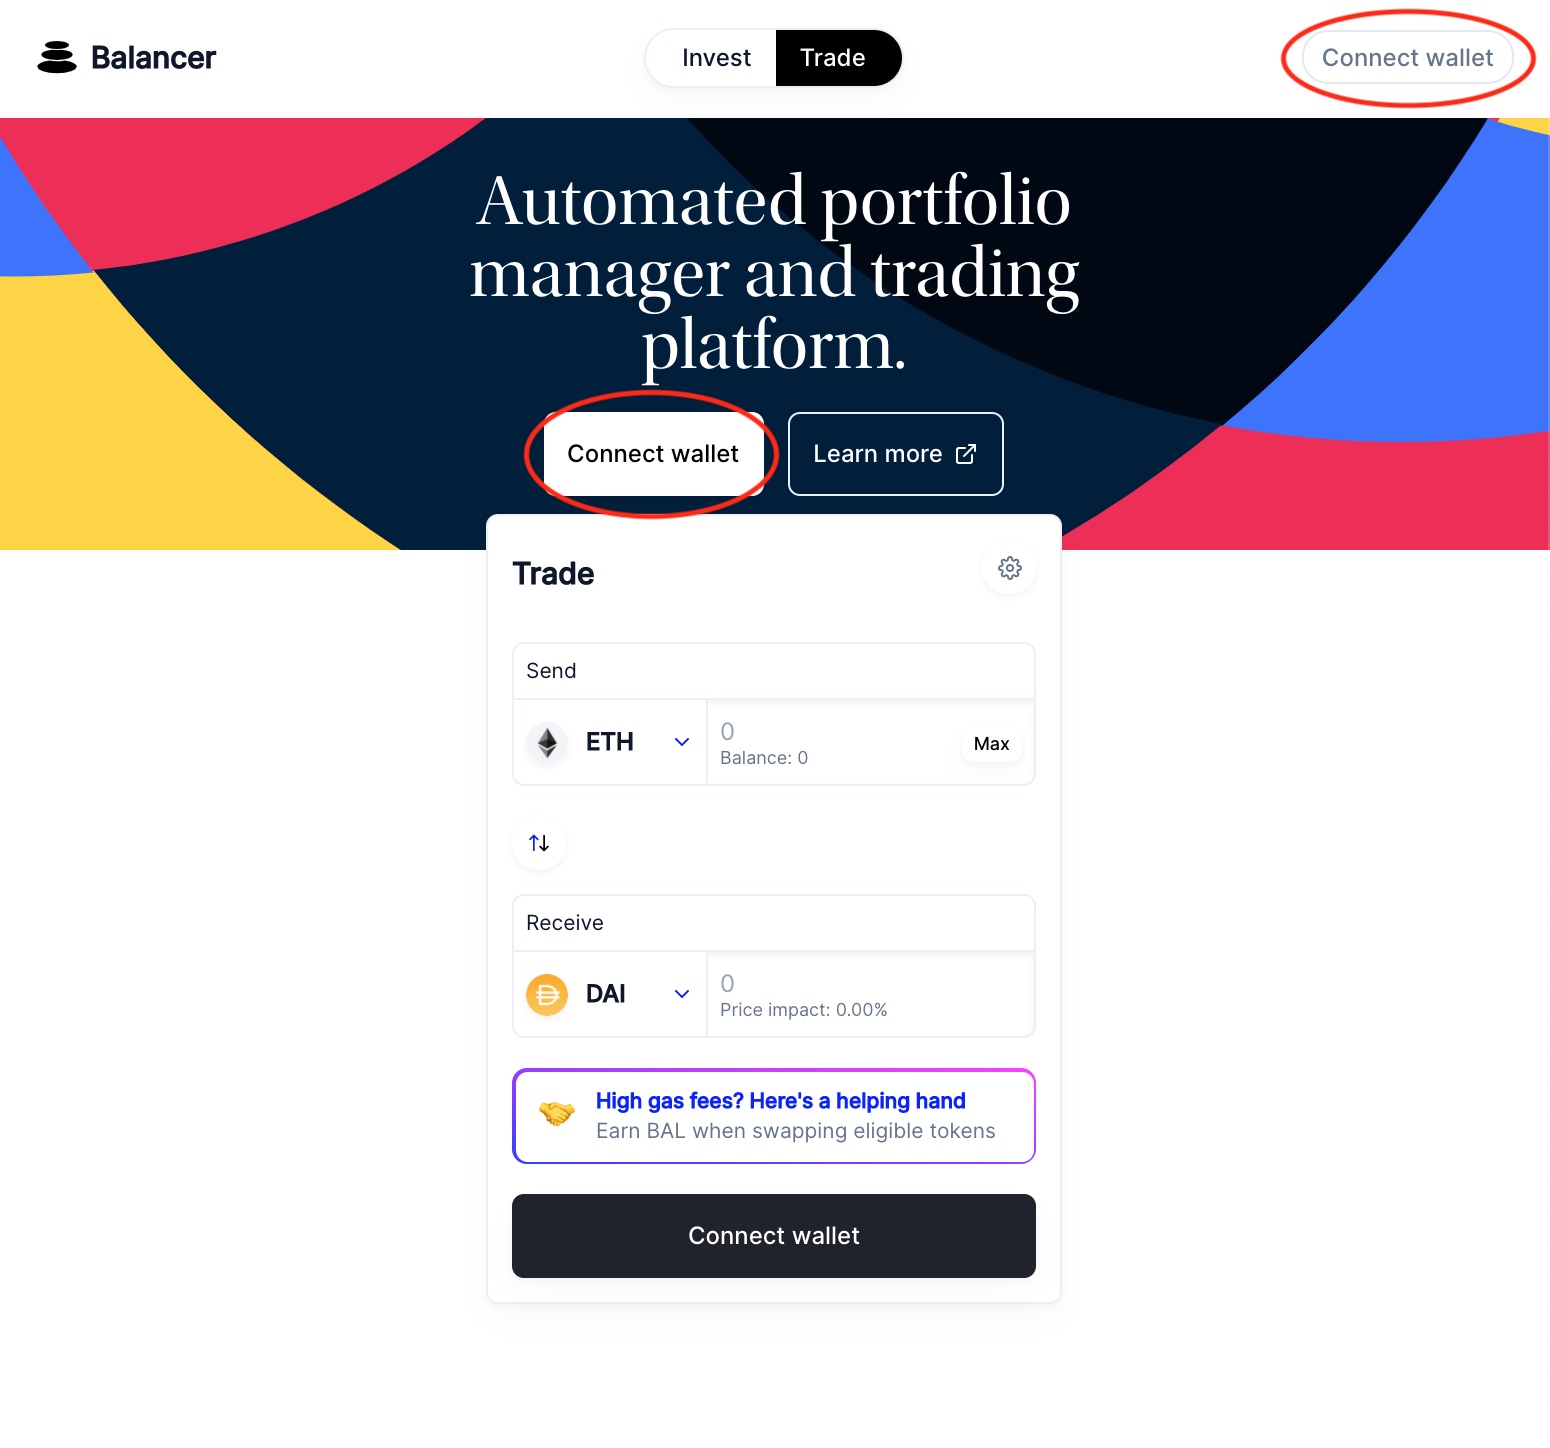 Balancer
Invest
Trade
Connect wallet
Automated portfolio
manager and trading
platform.
Connect wallet
Learn more
Trade
Send
ETH
0
Balance: 0
Max
Receive
DAI
0
Price impact: 0.00%
High gas fees? Here's a helping hand
Earn BAL when swapping eligible tokens
Connect wallet